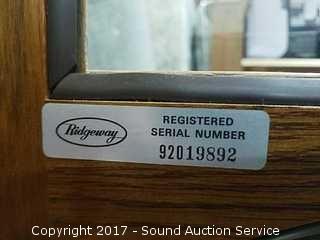 Ridgeway
REGISTERED
SERIAL NUMBER
92019892
Copyright 2017 - Sound Auction Service